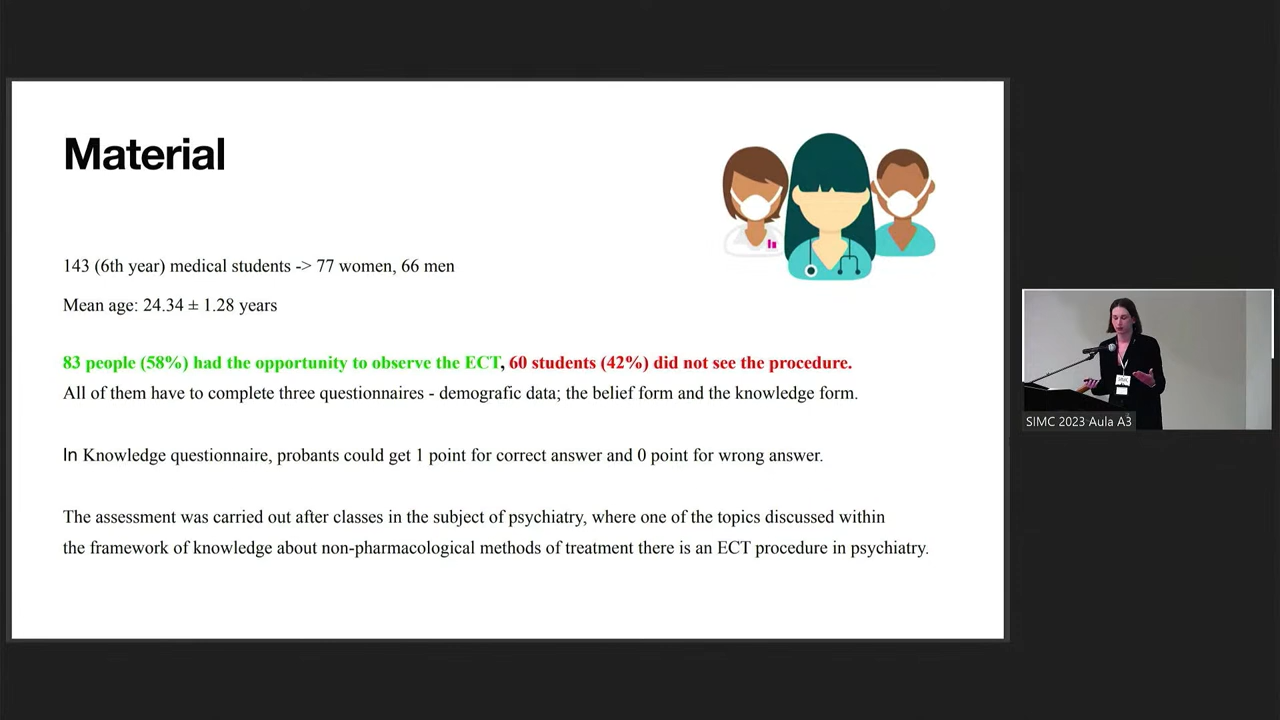 Material
143 (6th year) medical students -> 77 women, 66 men
Mean age: 24.34 ± 1.28 years
83 people (58%) had the opportunity to observe the ECT, 60 students (42%) did not see the procedure.
All of them have to complete three questionnaires - demografic data; the belief form and the knowledge form.
In Knowledge questionnaire, probants could get 1 point for correct answer and 0 point for wrong answer.
The assessment was carried out after classes in the subject of psychiatry, where one of the topics discussed within
the framework of knowledge about non-pharmacological methods of treatment there is an ECT procedure in psychiatry.
SIMC 2023 Aula A3